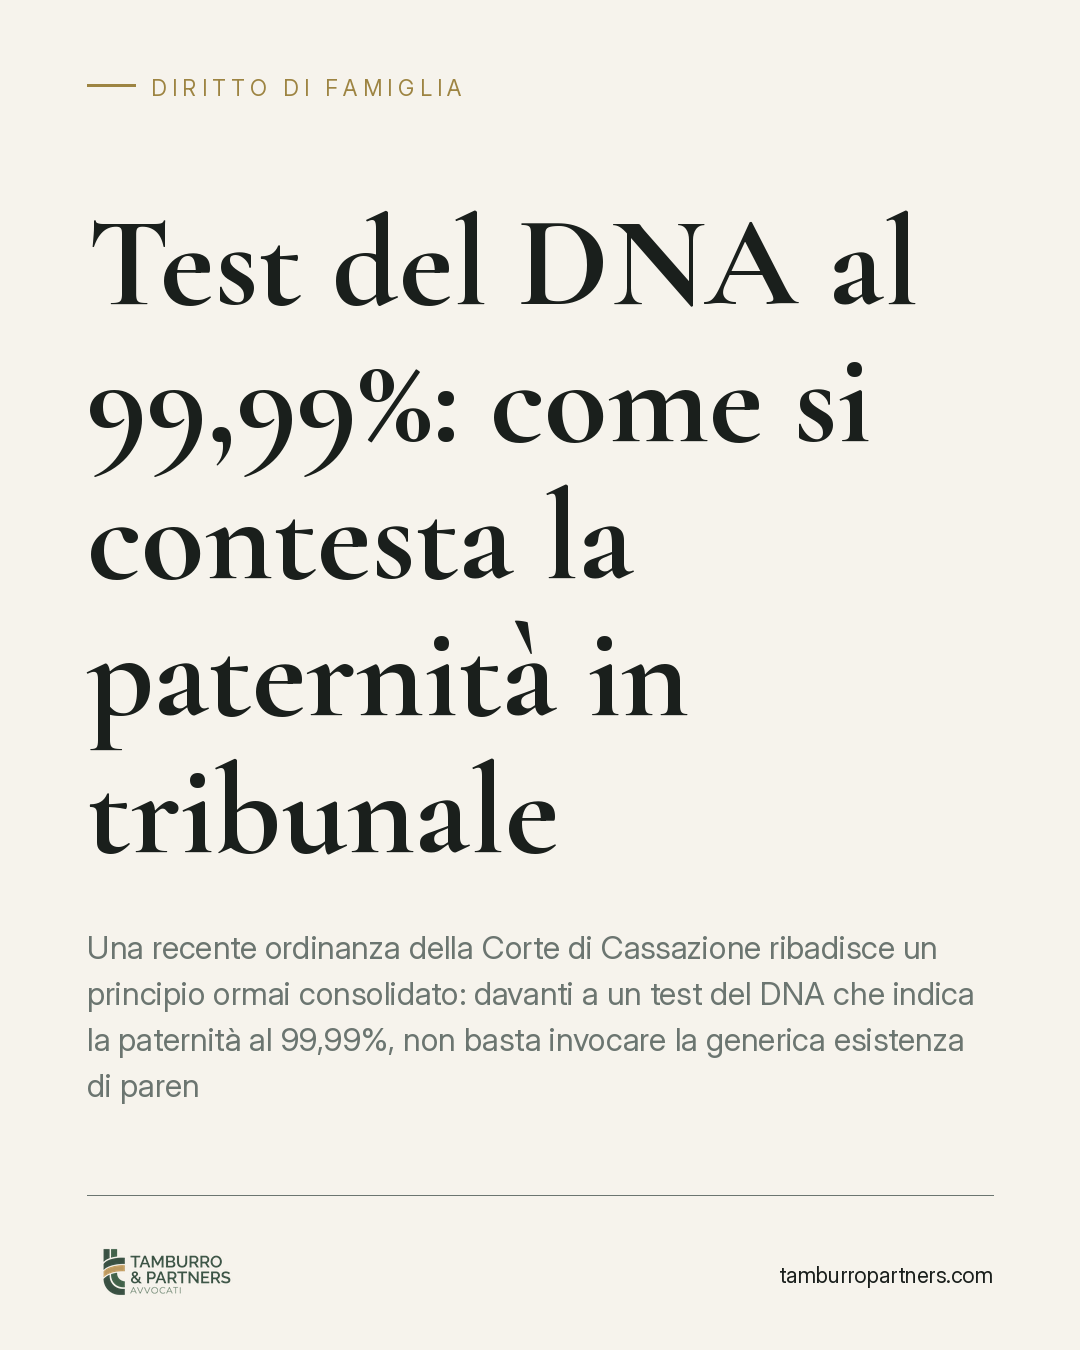 DIRITTO DI FAMIGLIA
Test del DNA al
99,99%: come si
contesta la
paternità in
tribunale
Una recente ordinanza della Corte di Cassazione ribadisce un
principio ormai consolidato: davanti a un test del DNA che indica
la paternità al 99,99%, non basta invocare la generica esistenza
di paren
TAMBURRO
& PARTNERS
AVVOCATI
tamburropartners.com